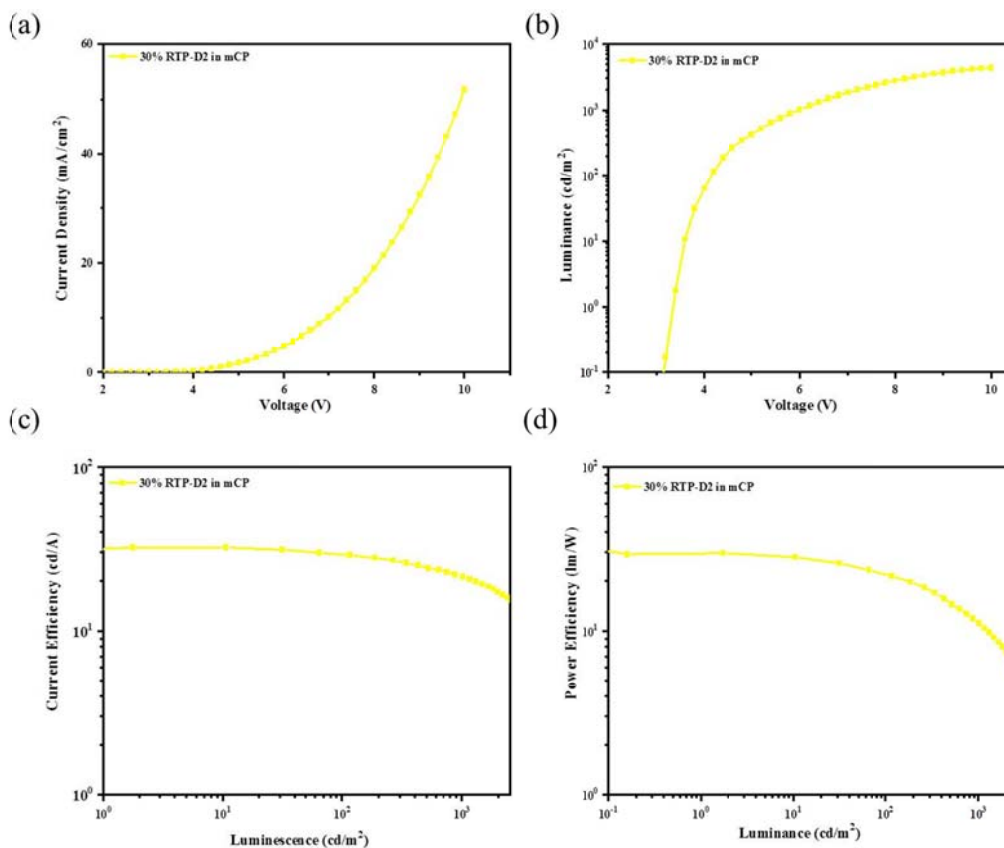 (a)
30% RTP-D2 in mCP
60
40
20
0
2
4
6
8
10
Current Density (mA/cm²)
Voltage (V)
(b)
30% RTP-D2 in mCP
10⁴
10³
10²
10¹
10⁰
10⁻¹
2
4
6
8
10
Luminance (cd/m²)
Voltage (V)
(c)
30% RTP-D2 in mCP
10²
10¹
10⁰
10⁰
10¹
10²
10³
Current Efficiency (cd/A)
Luminescence (cd/m²)
(d)
30% RTP-D2 in mCP
10²
10¹
10⁰
10⁻¹
10⁰
10¹
10²
10³
Power Efficiency (lm/W)
Luminance (cd/m²)